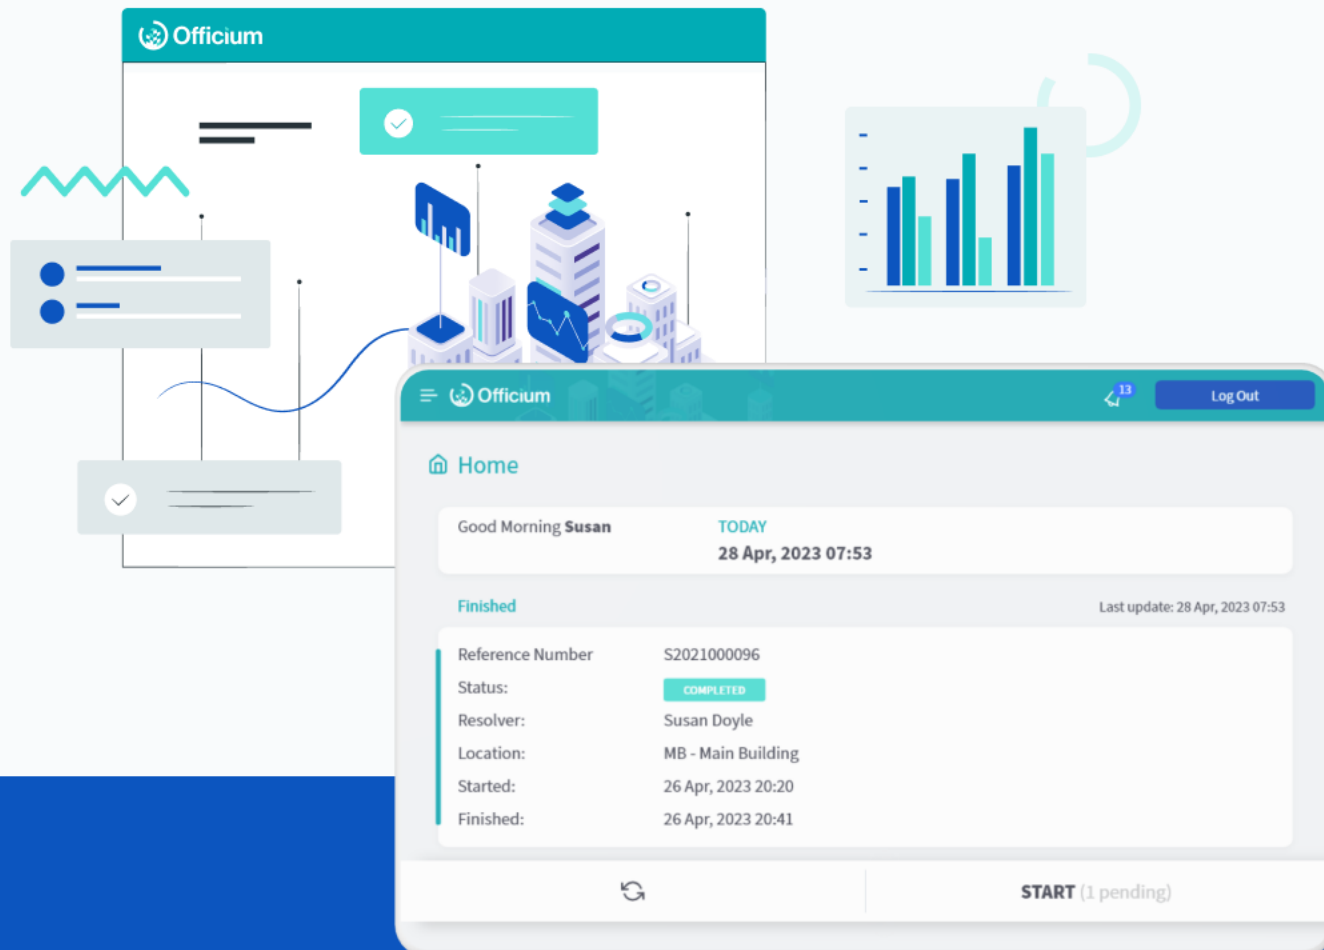 Officium
Officium
13
Log Out
Home
Good Morning Susan
TODAY
28 Apr, 2023 07:53
Finished
Last update: 28 Apr, 2023 07:53
Reference Number S2021000096
Status: COMPLETED
Resolver: Susan Doyle
Location: MB - Main Building
Started: 26 Apr, 2023 20:20
Finished: 26 Apr, 2023 20:41
START (1 pending)